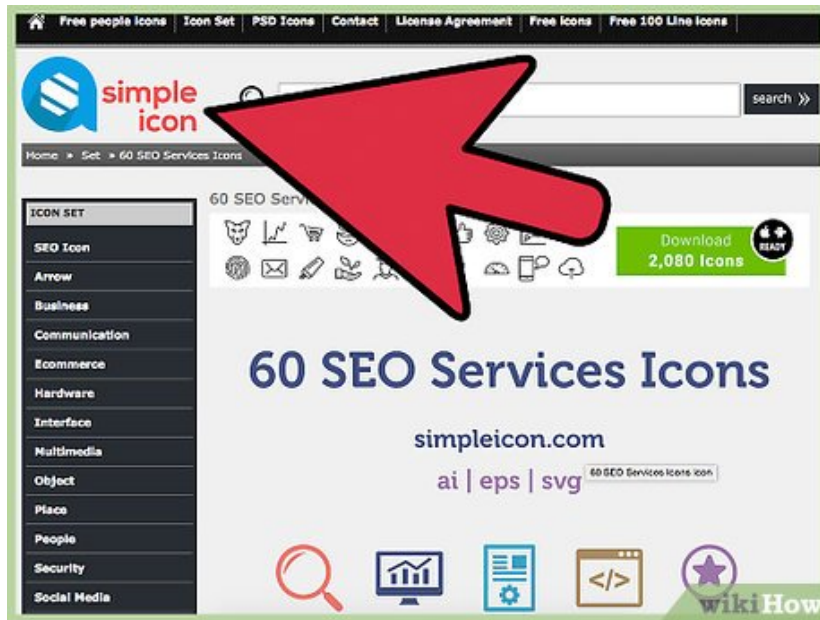 Free people icons Icon Set PSD Icons Contact License Agreement Free Icons Free 100 Line Icons
simple
icon
search »
Home » Set » 60 SEO Services Icons
60 SEO
ICON SET
SEO Icon
Arrow
Business
Communication
Ecommerce
Hardware
Interface
Multimedia
Object
Place
People
Security
Social Media
Download
2,080 Icons
READY
60 SEO Services Icons
simpleicon.com
ai | eps | svg
60 SEO Services Icons icon
</>
wikiHow